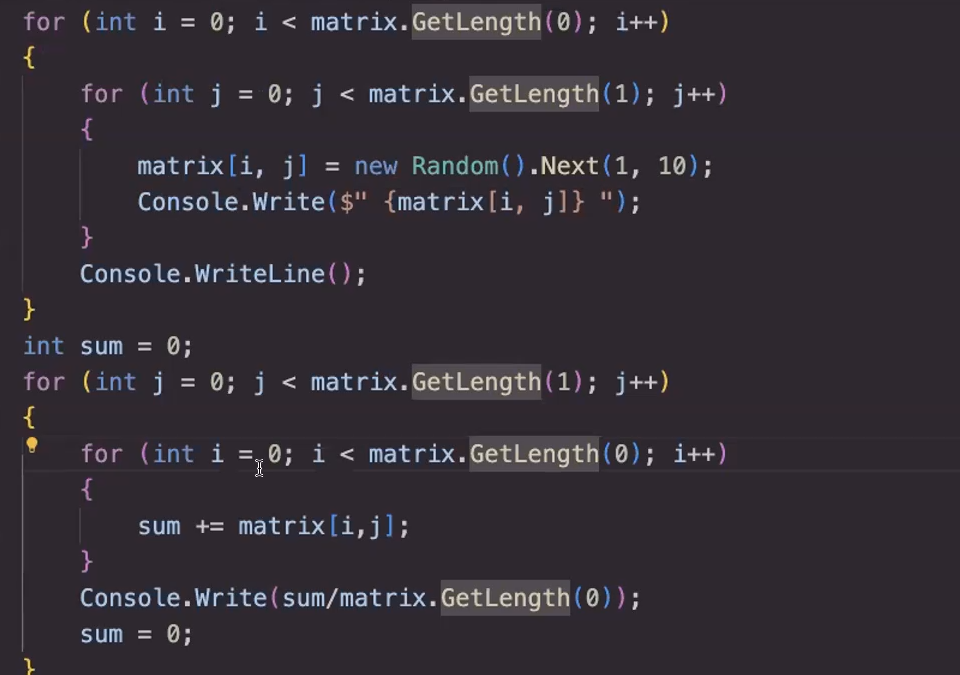 for (int i = 0; i < matrix.GetLength(0); i++)
{
    for (int j = 0; j < matrix.GetLength(1); j++)
    {
        matrix[i, j] = new Random().Next(1, 10);
        Console.Write($" {matrix[i, j]} ");
    }
    Console.WriteLine();
}
int sum = 0;
for (int j = 0; j < matrix.GetLength(1); j++)
{
    for (int i = 0; i < matrix.GetLength(0); i++)
    {
        sum += matrix[i,j];
    }
    Console.Write(sum/matrix.GetLength(0));
    sum = 0;
}